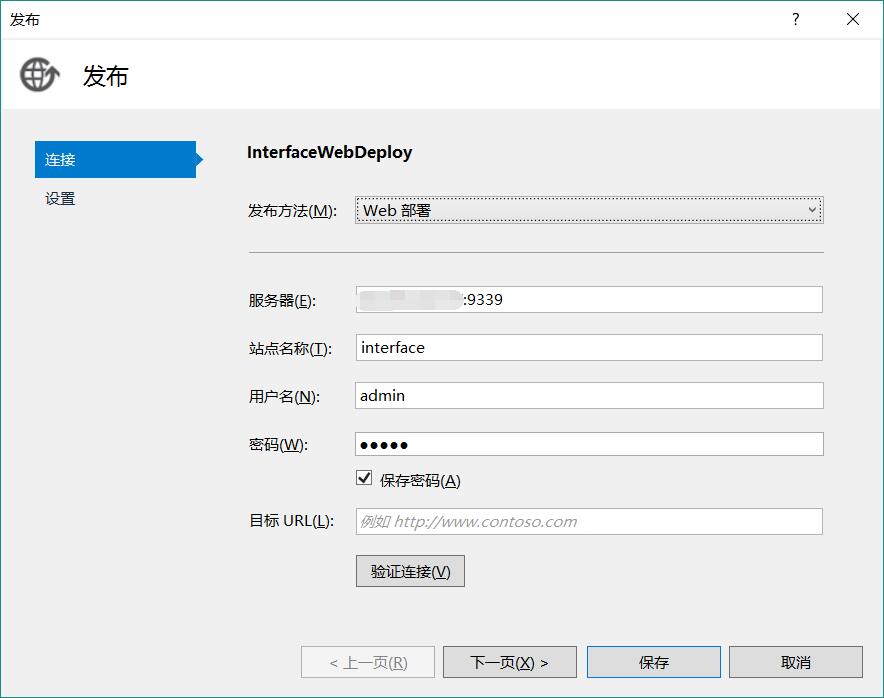 发布
?
发布
连接
设置
InterfaceWebDeploy
发布方法(M): Web 部署
服务器(E): :9339
站点名称(T): interface
用户名(N): admin
密码(W): ●●●●●
保存密码(A)
目标 URL(L): 例如 http://www.contoso.com
验证连接(V)
< 上一页(R) 下一页(X) > 保存 取消